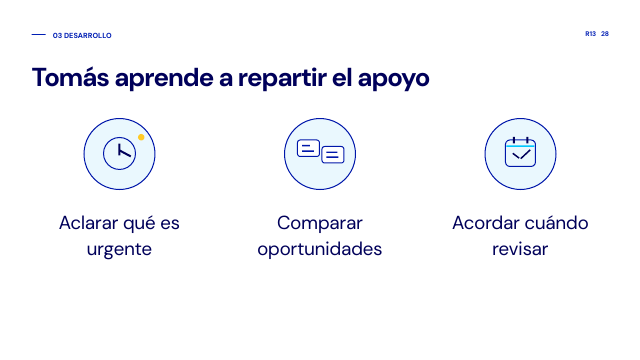 03 DESARROLLO
R13 28
Tomás aprende a repartir el apoyo
Aclarar qué es
urgente
Comparar
oportunidades
Acordar cuándo
revisar